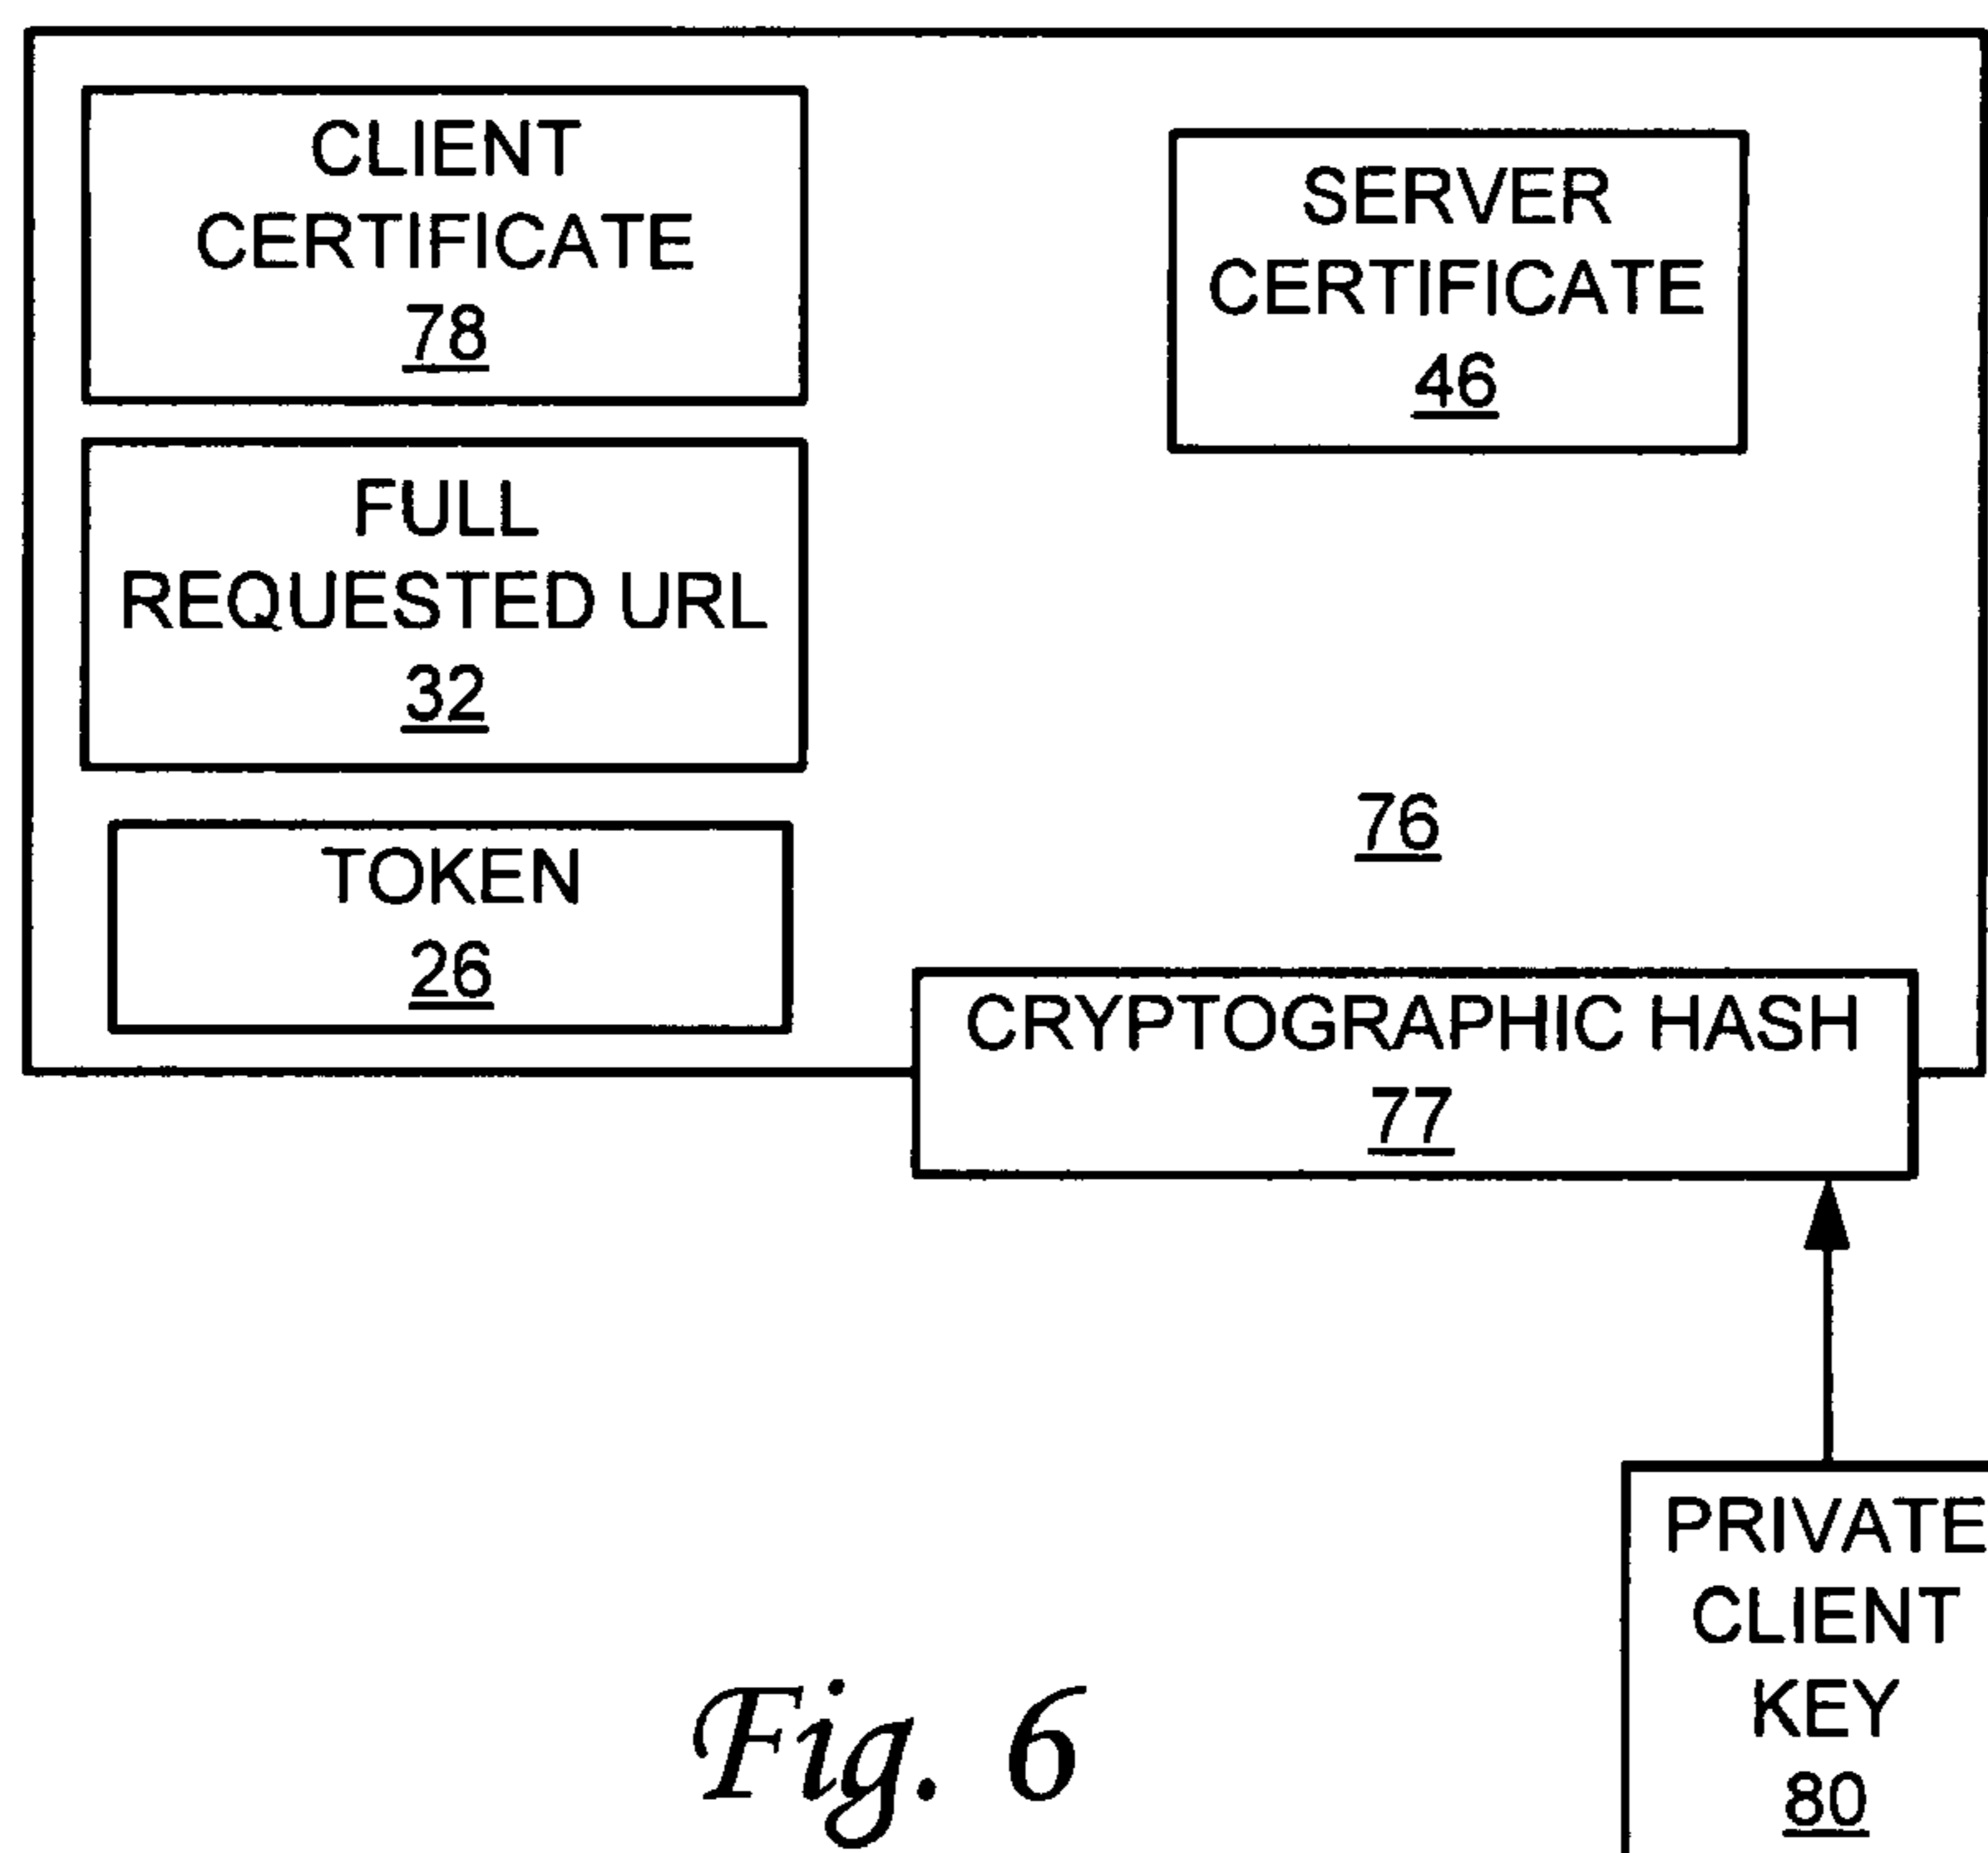 CLIENT
CERTIFICATE
78
SERVER
CERTIFICATE
46
FULL
REQUESTED URL
32
76
TOKEN
26
CRYPTOGRAPHIC HASH
77
PRIVATE
CLIENT
KEY
80
Fig. 6